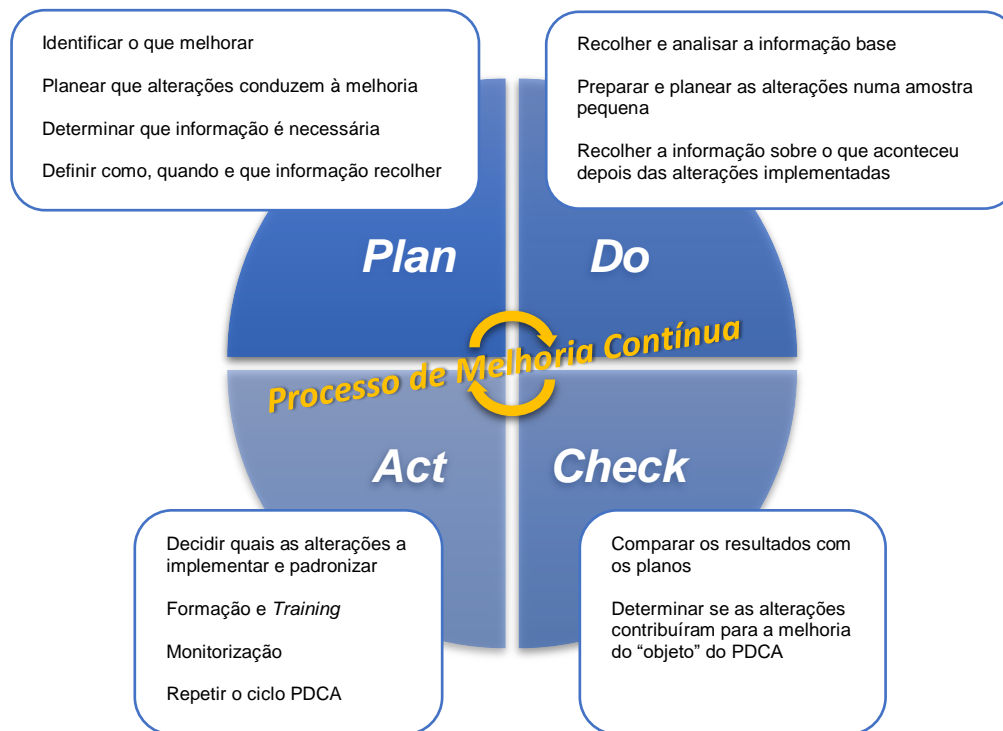 Identificar o que melhorar
Planear que alterações conduzem à melhoria
Determinar que informação é necessária
Definir como, quando e que informação recolher
Recolher e analisar a informação base
Preparar e planear as alterações numa amostra
pequena
Recolher a informação sobre o que aconteceu
depois das alterações implementadas
Plan
Do
Processo de Melhoria Contínua
Act
Check
Decidir quais as alterações a
implementar e padronizar
Formação e Training
Monitorização
Repetir o ciclo PDCA
Comparar os resultados com
os planos
Determinar se as alterações
contribuíram para a melhoria
do “objeto” do PDCA